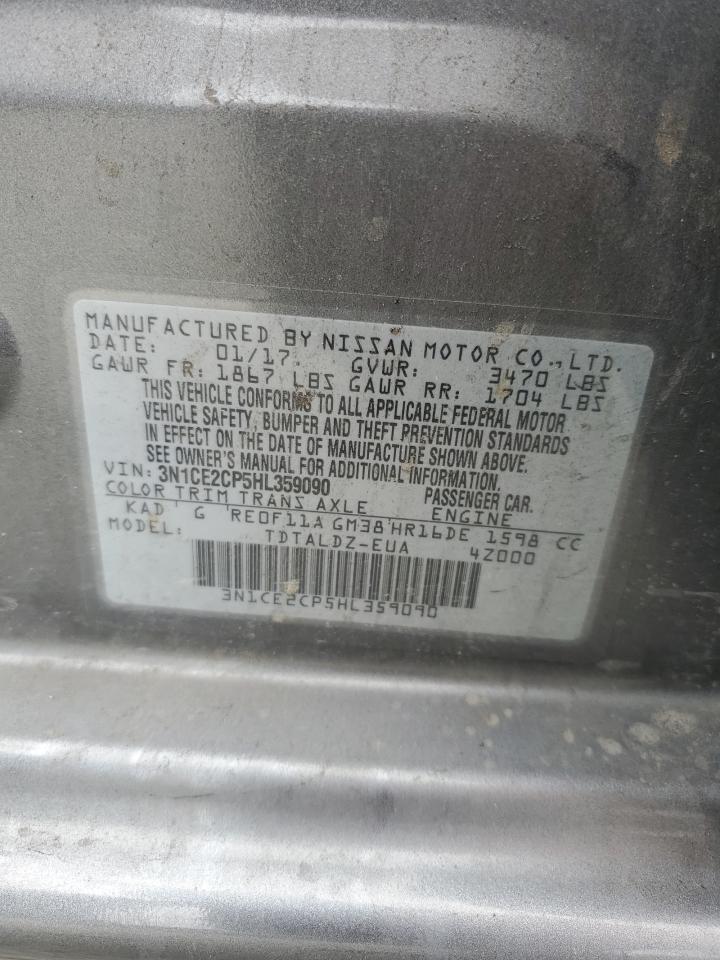 MANUFACTURED BY NISSAN MOTOR CO., LTD.
DATE: 01/17 GVWR: 3470 LBS
GAWR FR: 1867 LBS GAWR RR: 1704 LBS
THIS VEHICLE CONFORMS TO ALL APPLICABLE FEDERAL MOTOR
VEHICLE SAFETY, BUMPER AND THEFT PREVENTION STANDARDS
IN EFFECT ON THE DATE OF MANUFACTURE SHOWN ABOVE.
SEE OWNER'S MANUAL FOR ADDITIONAL INFORMATION.
VIN: 3N1CE2CP5HL359090 PASSENGER CAR.
COLOR TRIM TRANS AXLE ENGINE
KAD G RE0F11A GM38 HR16DE 1598 CC
MODEL: TDTALDZ-EUA 4Z000
3N1CE2CP5HL359090